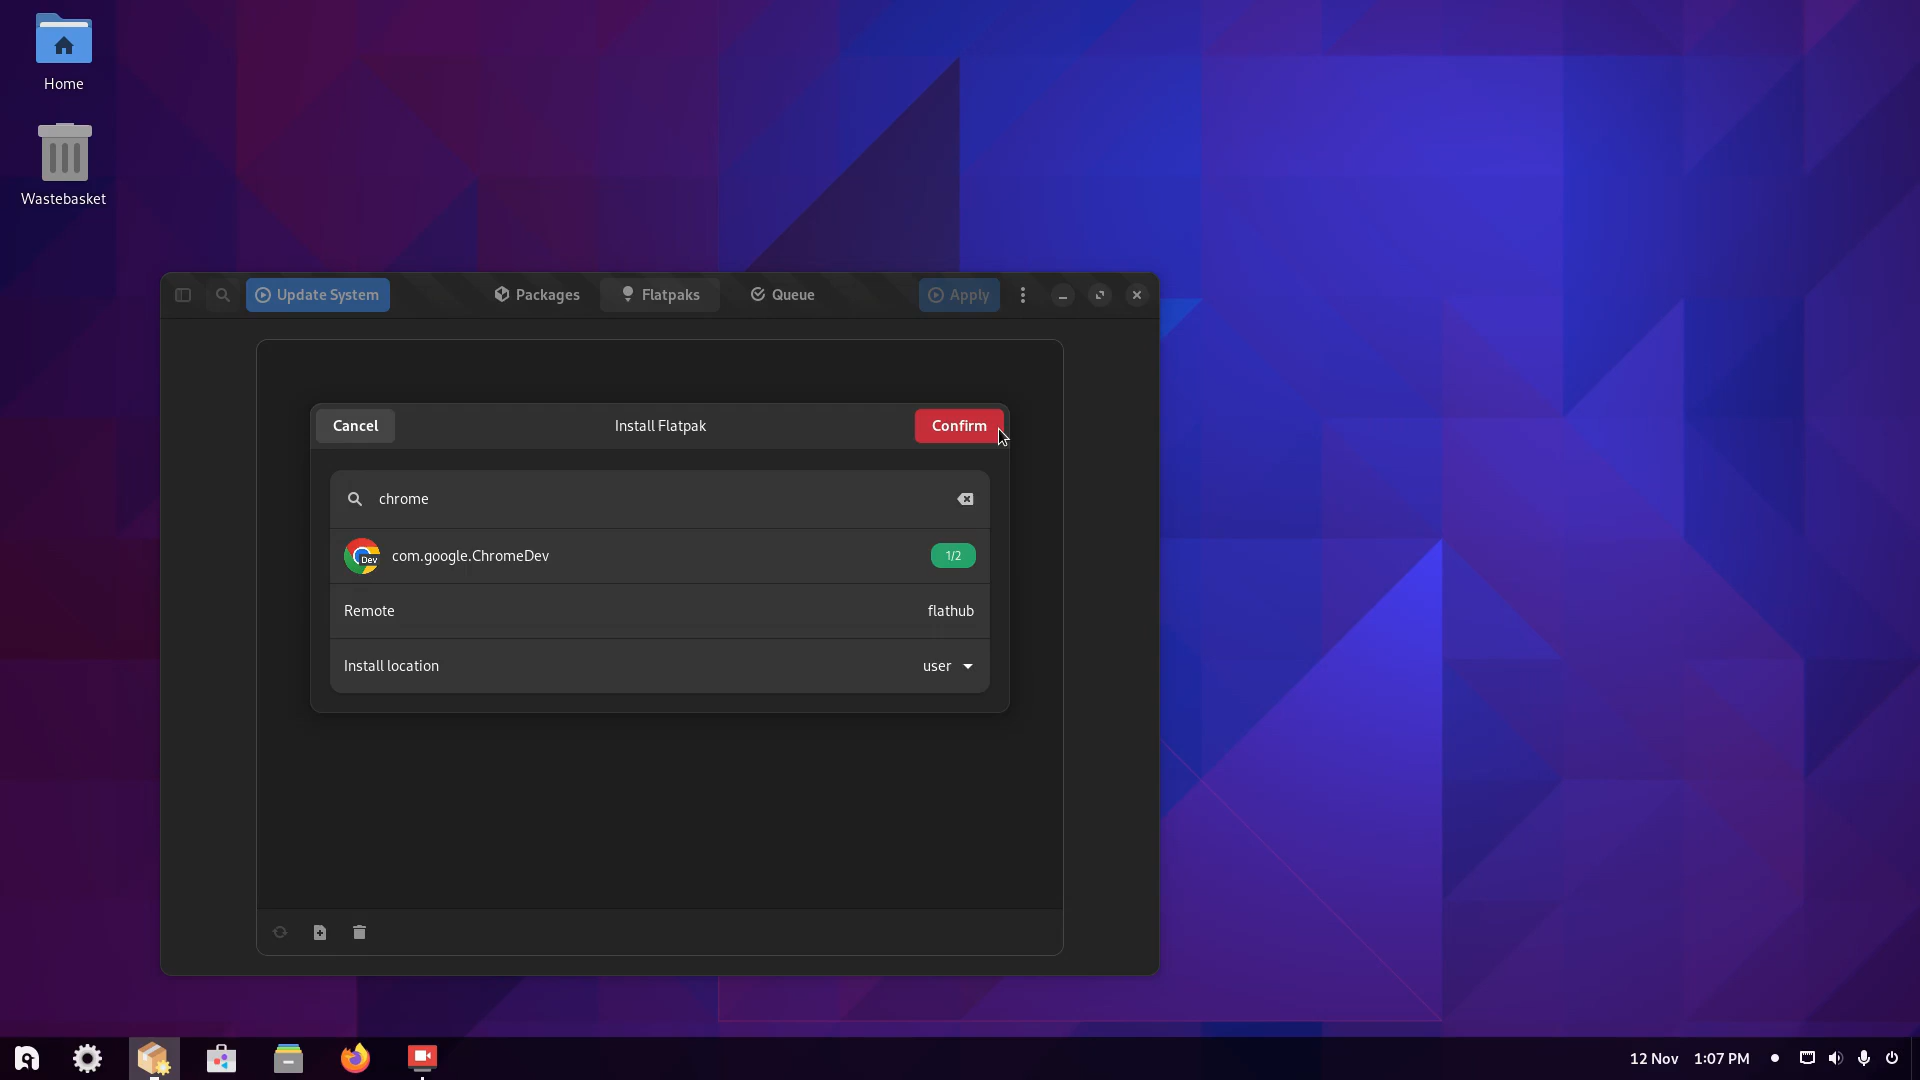 Home
Wastebasket
Update System
Packages
Flatpaks
Queue
Apply
Cancel
Install Flatpak
Confirm
chrome
Dev
com.google.ChromeDev
1/2
Remote
flathub
Install location
user
12 Nov 1:07 PM